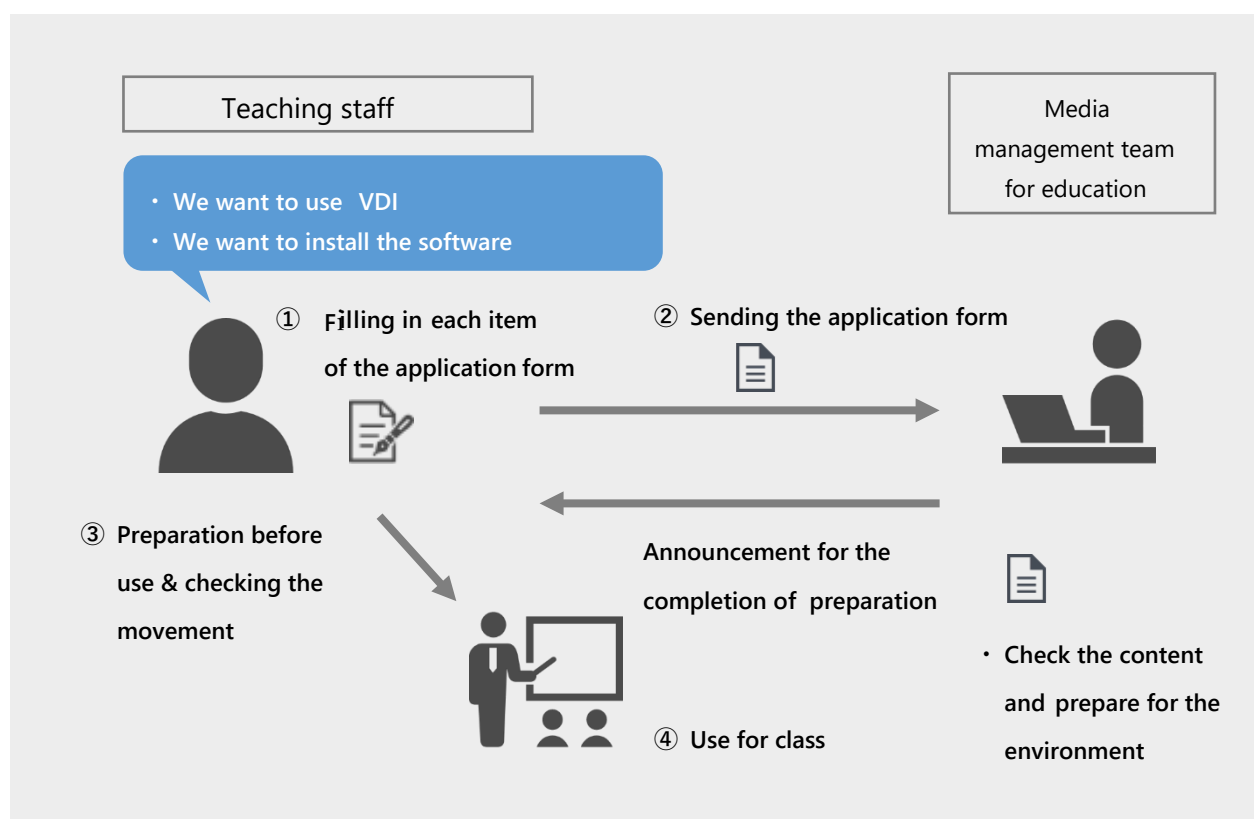 Teaching staff
Media
management team
for education
・ We want to use VDI
・ We want to install the software
① Filling in each item
of the application form
② Sending the application form
③ Preparation before
use & checking the
movement
Announcement for the
completion of preparation
・ Check the content
and prepare for the
environment
④ Use for class